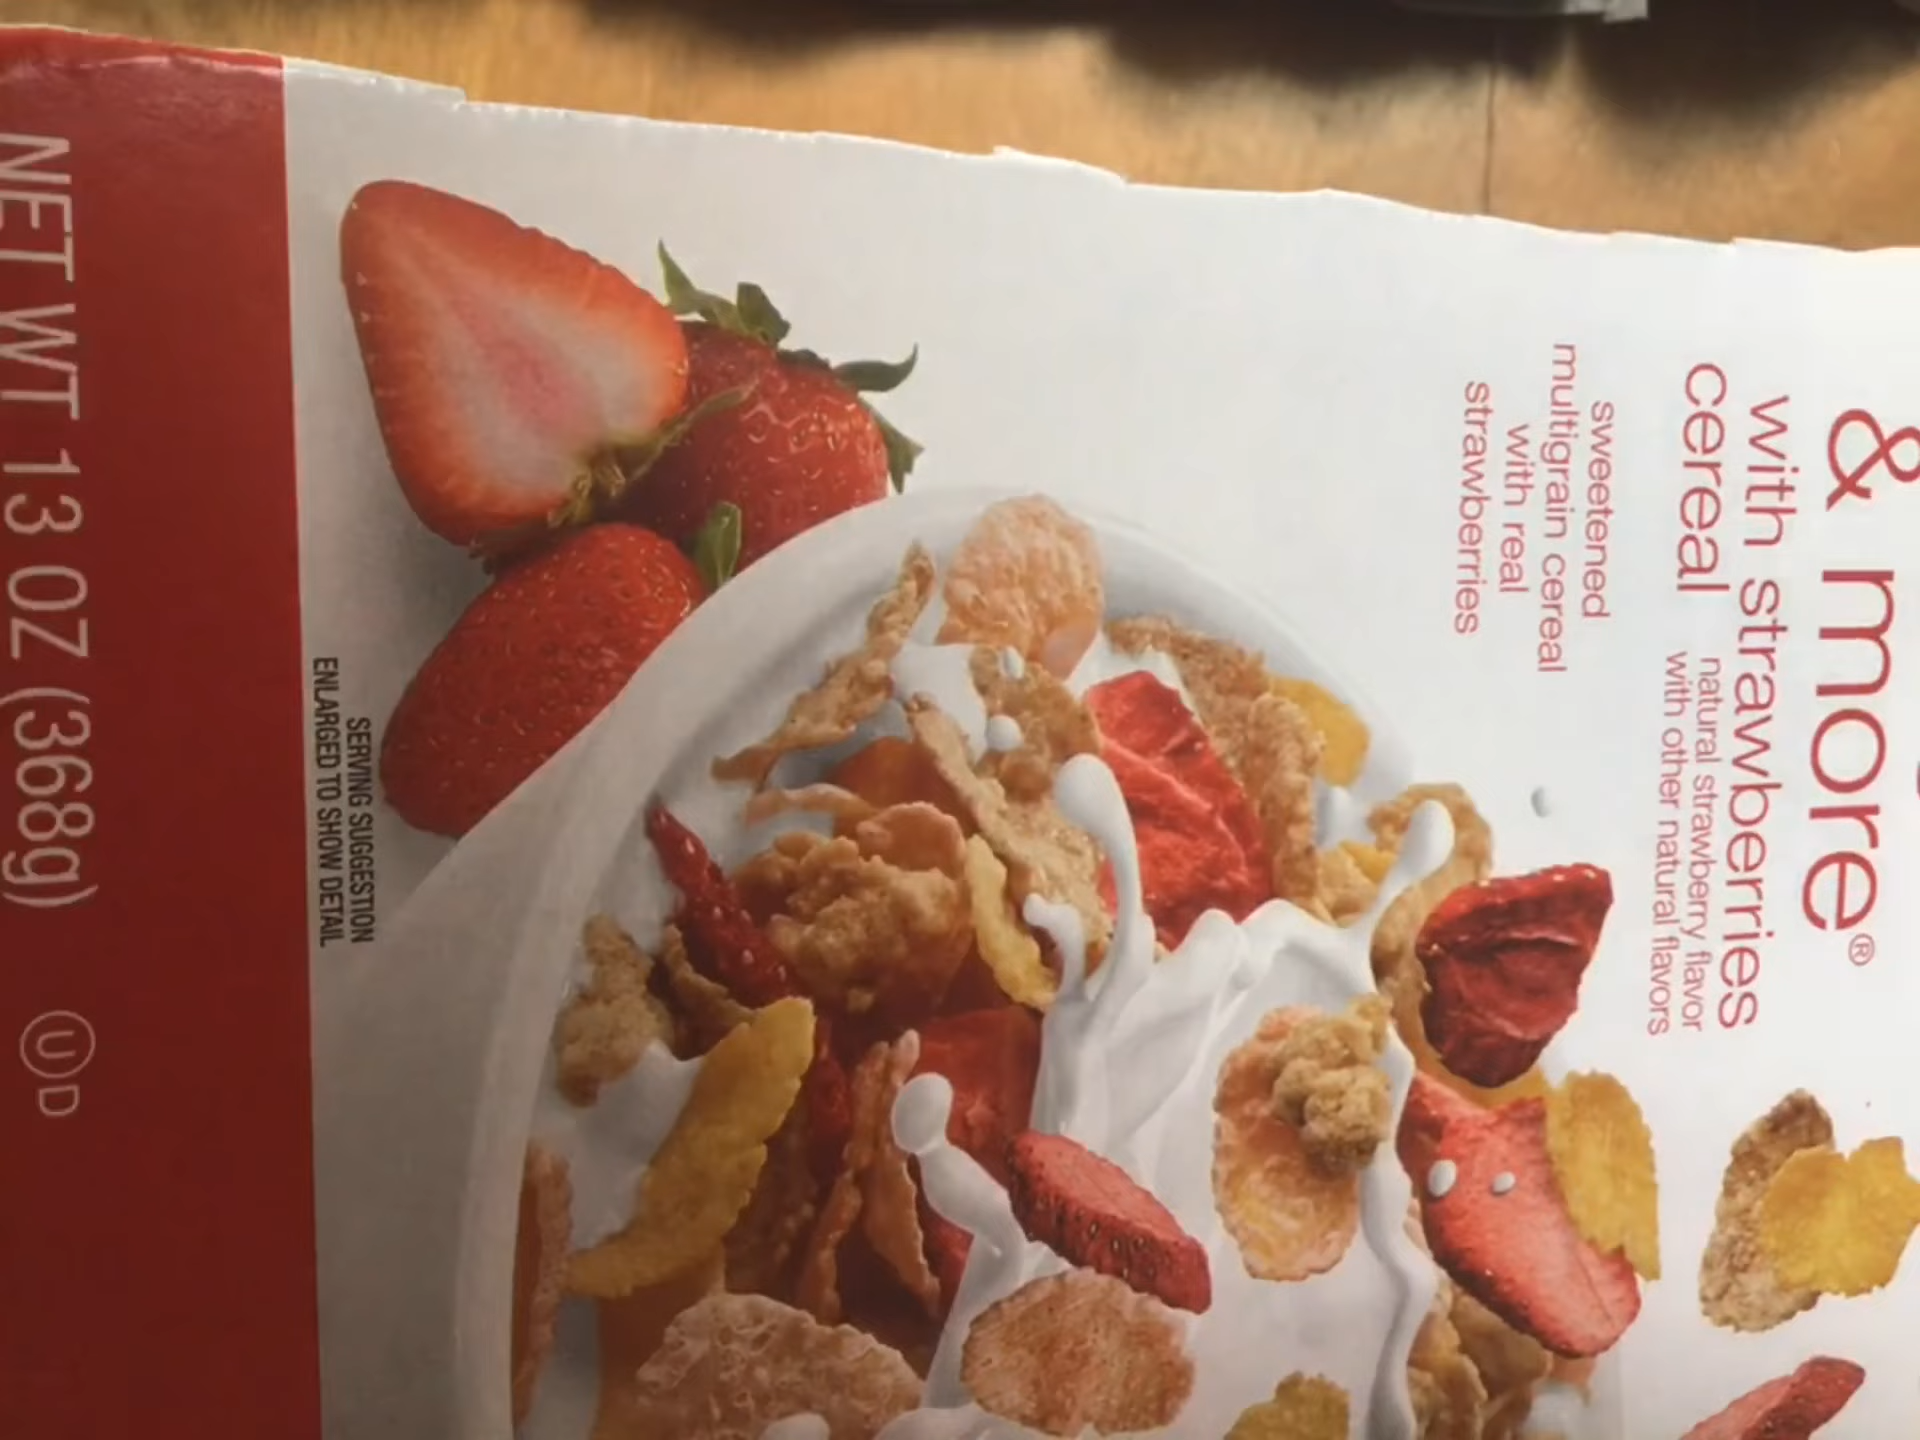 & more®
with strawberries
cereal
natural strawberry flavor
with other natural flavors
sweetened
multigrain cereal
with real
strawberries
SERVING SUGGESTION
ENLARGED TO SHOW DETAIL
NET WT 13 OZ (368g) Ⓤ D